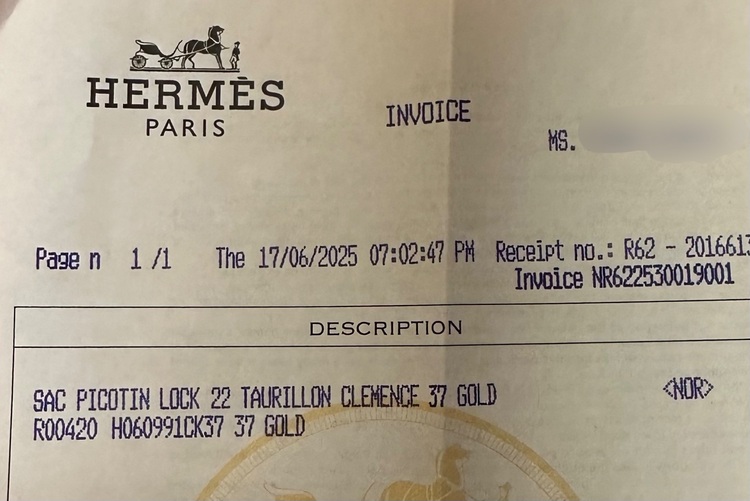 HERMÈS
PARIS
INVOICE
MS.
Page n 1 /1 The 17/06/2025 07:02:47 PM Receipt no.: R62 - 2016613
Invoice NR622530019001
DESCRIPTION
SAC PICOTIN LOCK 22 TAURILLON CLEMENCE 37 GOLD <NOR>
R00420 H060991CK37 37 GOLD